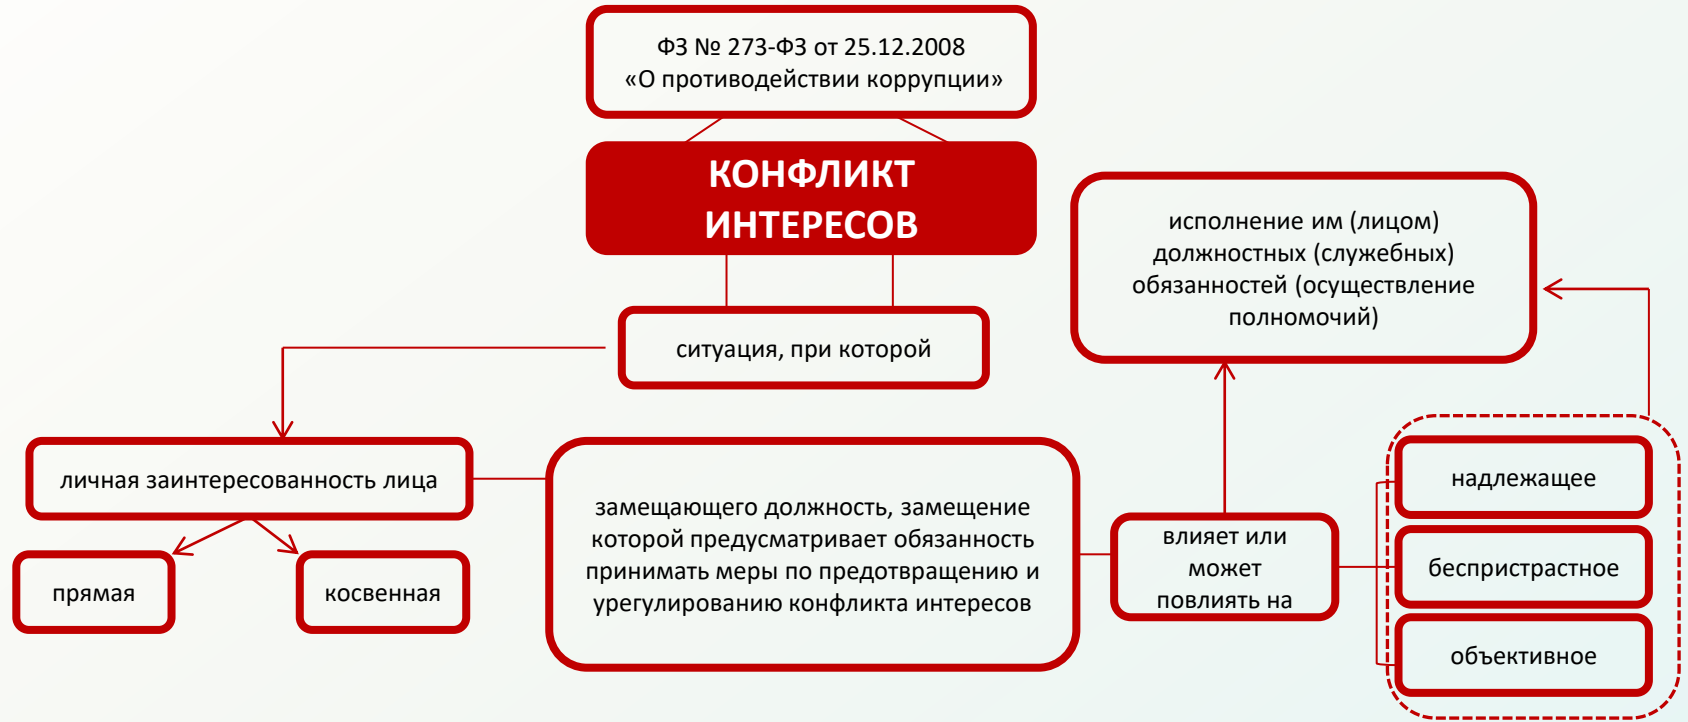 ФЗ № 273-ФЗ от 25.12.2008
«О противодействии коррупции»
КОНФЛИКТ
ИНТЕРЕСОВ
исполнение им (лицом)
должностных (служебных)
обязанностей (осуществление
полномочий)
ситуация, при которой
личная заинтересованность лица
прямая
косвенная
замещающего должность, замещение
которой предусматривает обязанность
принимать меры по предотвращению и
урегулированию конфликта интересов
влияет или
может
повлиять на
надлежащее
беспристрастное
объективное